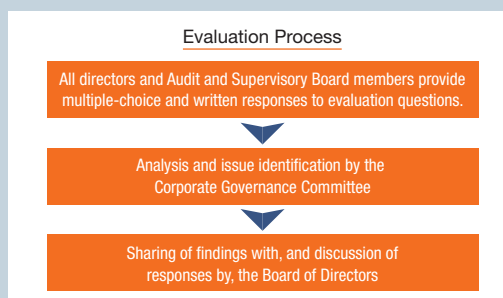 Evaluation Process
All directors and Audit and Supervisory Board members provide
multiple-choice and written responses to evaluation questions.
Analysis and issue identification by the
Corporate Governance Committee
Sharing of findings with, and discussion of
responses by, the Board of Directors